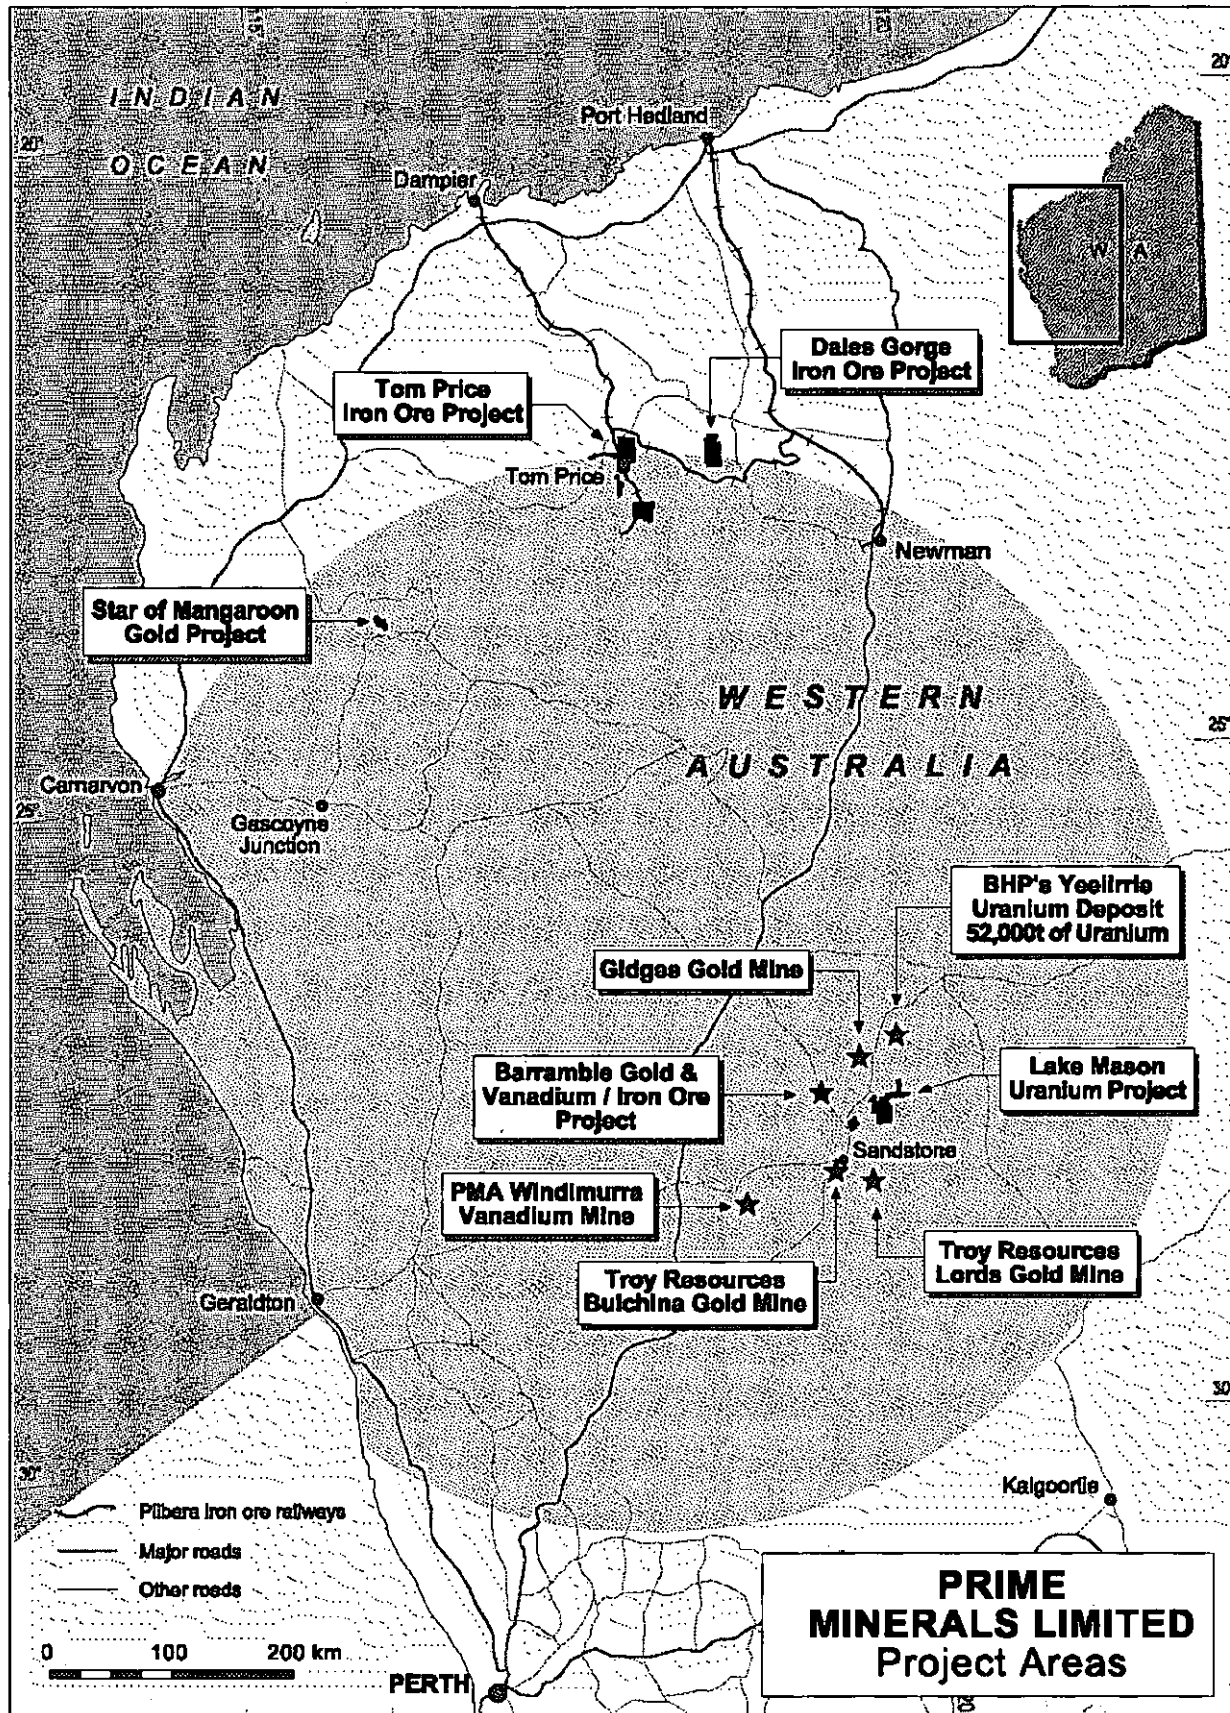 INDIAN
OCEAN
20°
20°
Port Hedland
Dampier
W A
Dales Gorge
Iron Ore Project
Tom Price
Iron Ore Project
Tom Price
Newman
Star of Mangaroon
Gold Project
WESTERN
AUSTRALIA
25°
Carnarvon
25°
Gascoyne
Junction
BHP's Yeelirrie
Uranium Deposit
52,000t of Uranium
Gidgee Gold Mine
Barrambie Gold &
Vanadium / Iron Ore
Project
Lake Mason
Uranium Project
Sandstone
PMA Windimurra
Vanadium Mine
Troy Resources
Lords Gold Mine
Troy Resources
Bulchina Gold Mine
Geraldton
30°
30°
Kalgoorlie
Pilbara iron ore railways
Major roads
Other roads
0 100 200 km
PERTH
PRIME
MINERALS LIMITED
Project Areas